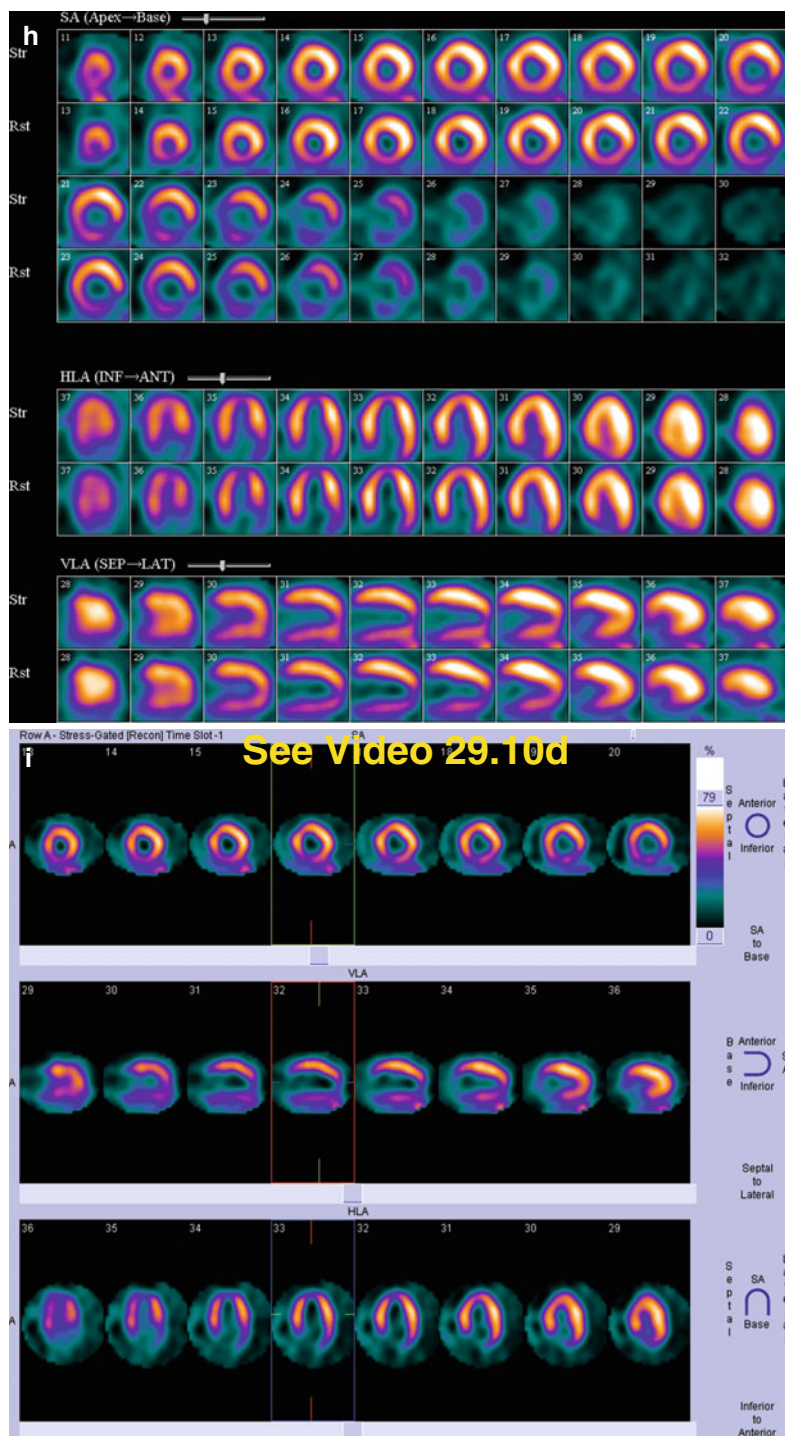 h
SA (Apex→Base)
Str
11 12 13 14 15 16 17 18 19 20
Rst
13 14 15 16 17 18 19 20 21 22
Str
21 22 23 24 25 26 27 28 29 30
Rst
23 24 25 26 27 28 29 30 31 32
HLA (INF→ANT)
Str
37 36 35 34 33 32 31 30 29 28
Rst
37 36 35 34 33 32 31 30 29 28
VLA (SEP→LAT)
Str
28 29 30 31 32 33 34 35 36 37
Rst
28 29 30 31 32 33 34 35 36 37
Row A - Stress-Gated [Recon] Time Slot -1
SA
i
See Video 29.10d
14 15 18 19 20
A
%
79
0
Septal
Anterior
Inferior
SA
to
Base
VLA
29 30 31 32 33 34 35 36
A
Base
Anterior
Inferior
Septal
to
Lateral
HLA
36 35 34 33 32 31 30 29
A
Septal
SA
Base
Inferior
to
Anterior